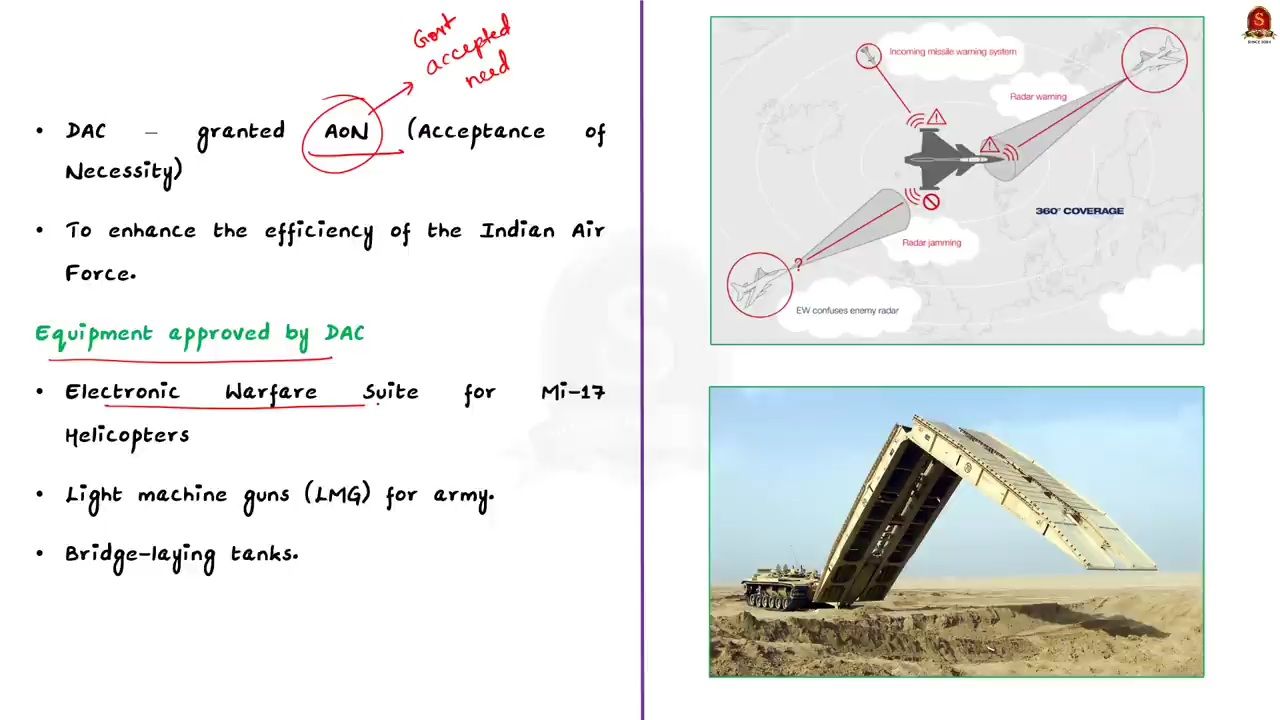 Govt
accepted
need
• DAC – granted AoN (Acceptance of
Necessity)
• To enhance the efficiency of the Indian Air
Force.
Equipment approved by DAC
• Electronic Warfare Suite for Mi-17
Helicopters
• Light machine guns (LMG) for army.
• Bridge-laying tanks.
Incoming missile warning system
Radar warning
360° COVERAGE
Radar jamming
?
EW confuses enemy radar
S
SINCE 2004
S